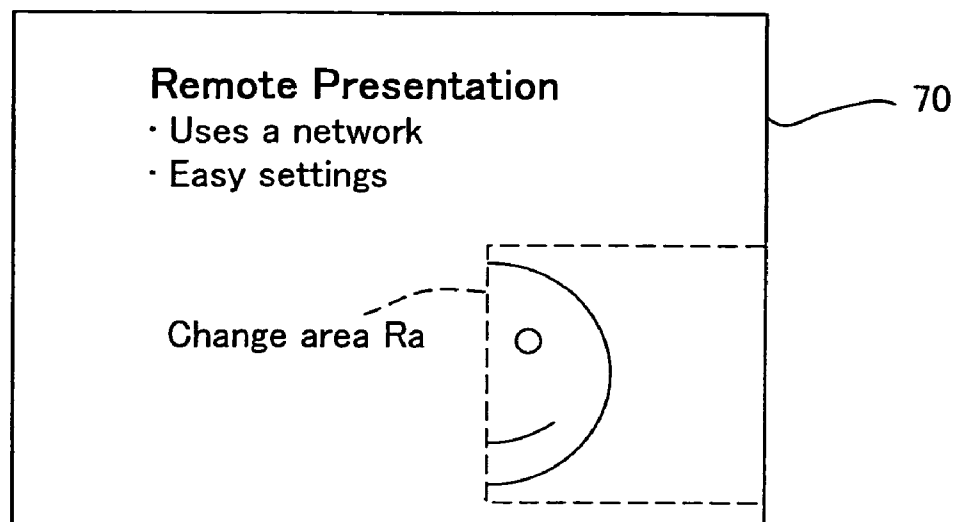 Remote Presentation
· Uses a network
· Easy settings
70
Change area Ra